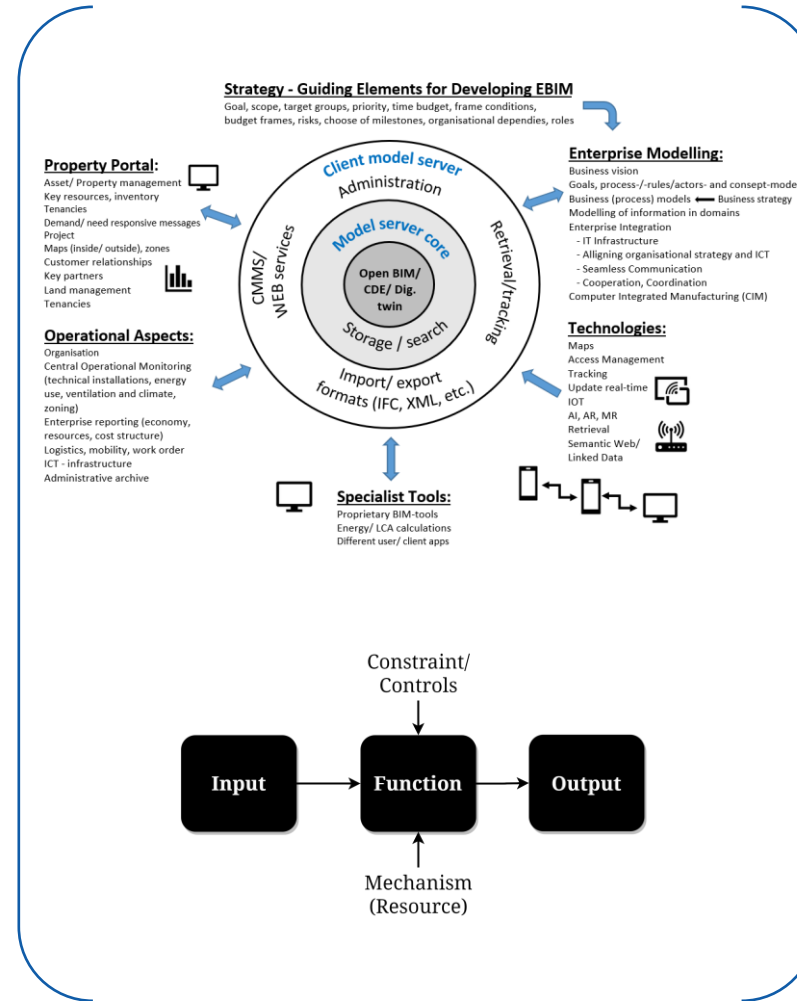 Strategy - Guiding Elements for Developing EBIM
Goal, scope, target groups, priority, time budget, frame conditions,
budget frames, risks, choose of milestones, organisational dependies, roles
Property Portal:
Asset/ Property management
Key resources, inventory
Tenancies
Demand/ need responsive messages
Project
Maps (inside/ outside), zones
Customer relationships
Key partners
Land management
Tenancies
Operational Aspects:
Organisation
Central Operational Monitoring
(technical installations, energy
use, ventilation and climate,
zoning)
Enterprise reporting (economy,
resources, cost structure)
Logistics, mobility, work order
ICT - infrastructure
Administrative archive
Client model server
Administration
CMMS/
WEB services
Retrieval/tracking
Model server core
Open BIM/
CDE/ Dig.
twin
Storage / search
Import/ export
formats (IFC, XML, etc.)
Enterprise Modelling:
Business vision
Goals, process-/-rules/actors- and consept-mode
Business (process) models Business strategy
Modelling of information in domains
Enterprise Integration
- IT Infrastructure
- Alligning organisational strategy and ICT
- Seamless Communication
- Cooperation, Coordination
Computer Integrated Manufacturing (CIM)
Technologies:
Maps
Access Management
Tracking
Update real-time
IOT
AI, AR, MR
Retrieval
Semantic Web/
Linked Data
Specialist Tools:
Proprietary BIM-tools
Energy/ LCA calculations
Different user/ client apps
Constraint/
Controls
Input
Function
Output
Mechanism
(Resource)